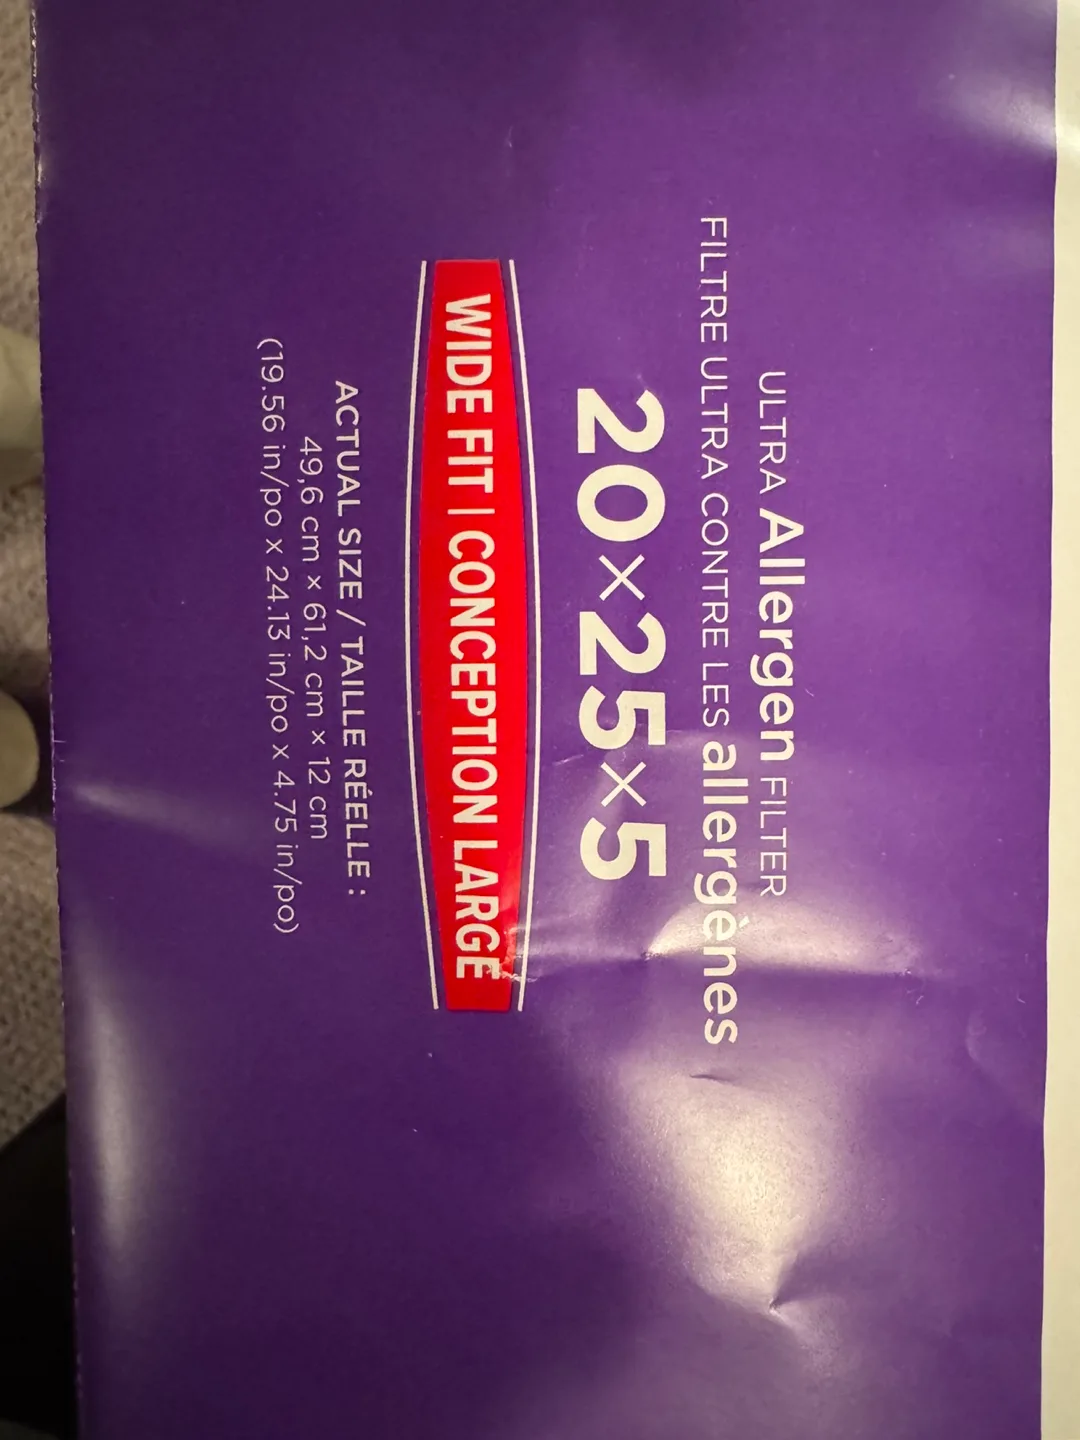 ULTRA Allergen FILTER
FILTRE ULTRA CONTRE LES allergènes
20×25×5
WIDE FIT | CONCEPTION LARGE
ACTUAL SIZE / TAILLE RÉELLE :
49,6 cm × 61,2 cm × 12 cm
(19.56 in/po x 24.13 in/po x 4.75 in/po)